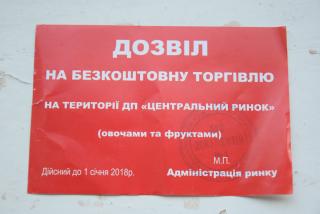 ДОЗВІЛ
НА БЕЗКОШТОВНУ ТОРГІВЛЮ
НА ТЕРИТОРІЇ ДП «ЦЕНТРАЛЬНИЙ РИНОК»
(овочами та фруктами)
М.П.
Дійсний до 1 січня 2018р. Адміністрація ринку